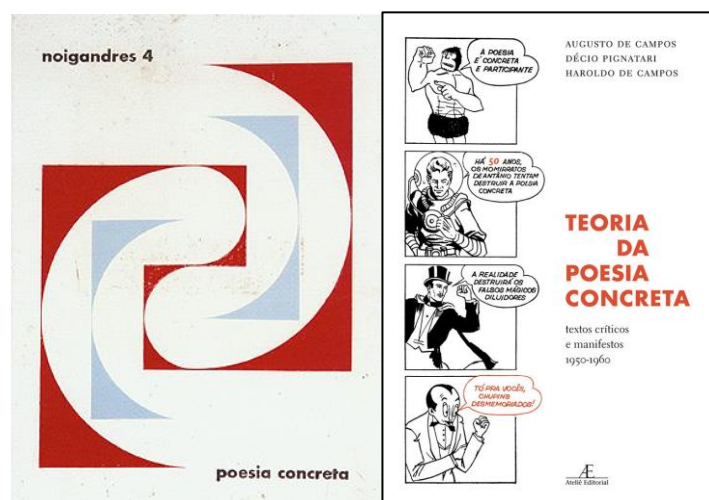 noigandres 4
poesia concreta
À POESIA
É CONCRETA
E PARTICIPANTE
HÁ 50 ANOS,
OS MOMIRRATOS
DE ANTANHO TENTAM
DESTRUIR A POESIA
CONCRETA
A REALIDADE
DESTRUIRÁ OS
FALSOS MÁGICOS
DILUIDORES
TÓ PRA VOCÊS,
CHUPINS
DESMEMORIADOS!
AUGUSTO DE CAMPOS
DÉCIO PIGNATARI
HAROLDO DE CAMPOS
TEORIA
DA
POESIA
CONCRETA
textos críticos
e manifestos
1950-1960
Æ
Ateliê Editorial